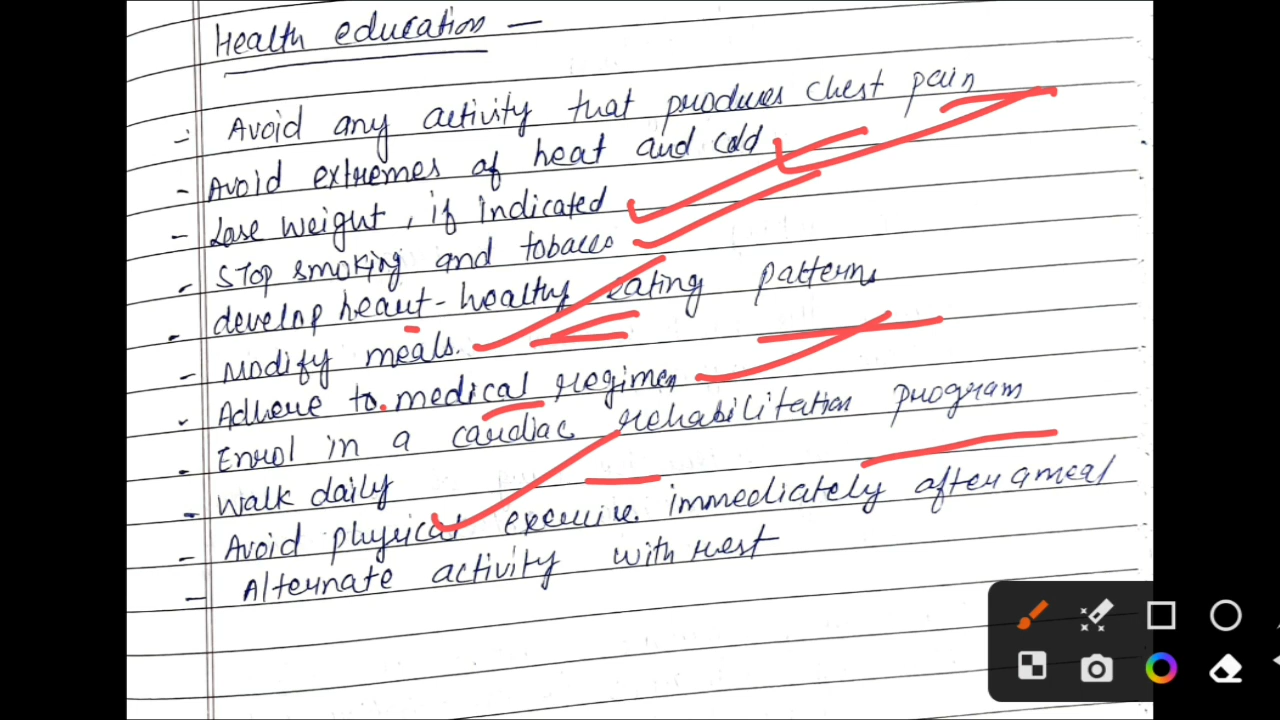 Health education -
- Avoid any activity that produces chest pain
- Avoid extremes of heat and cold
- Lose weight, if indicated
- STOP smoking and tobacco
- develop heart-healthy eating patterns
- Modify meals.
- Adhere to medical regimen
- Enrol in a cardiac rehabilitation program
- Walk daily
- Avoid physical exercise immediately after a meal
- Alternate activity with rest